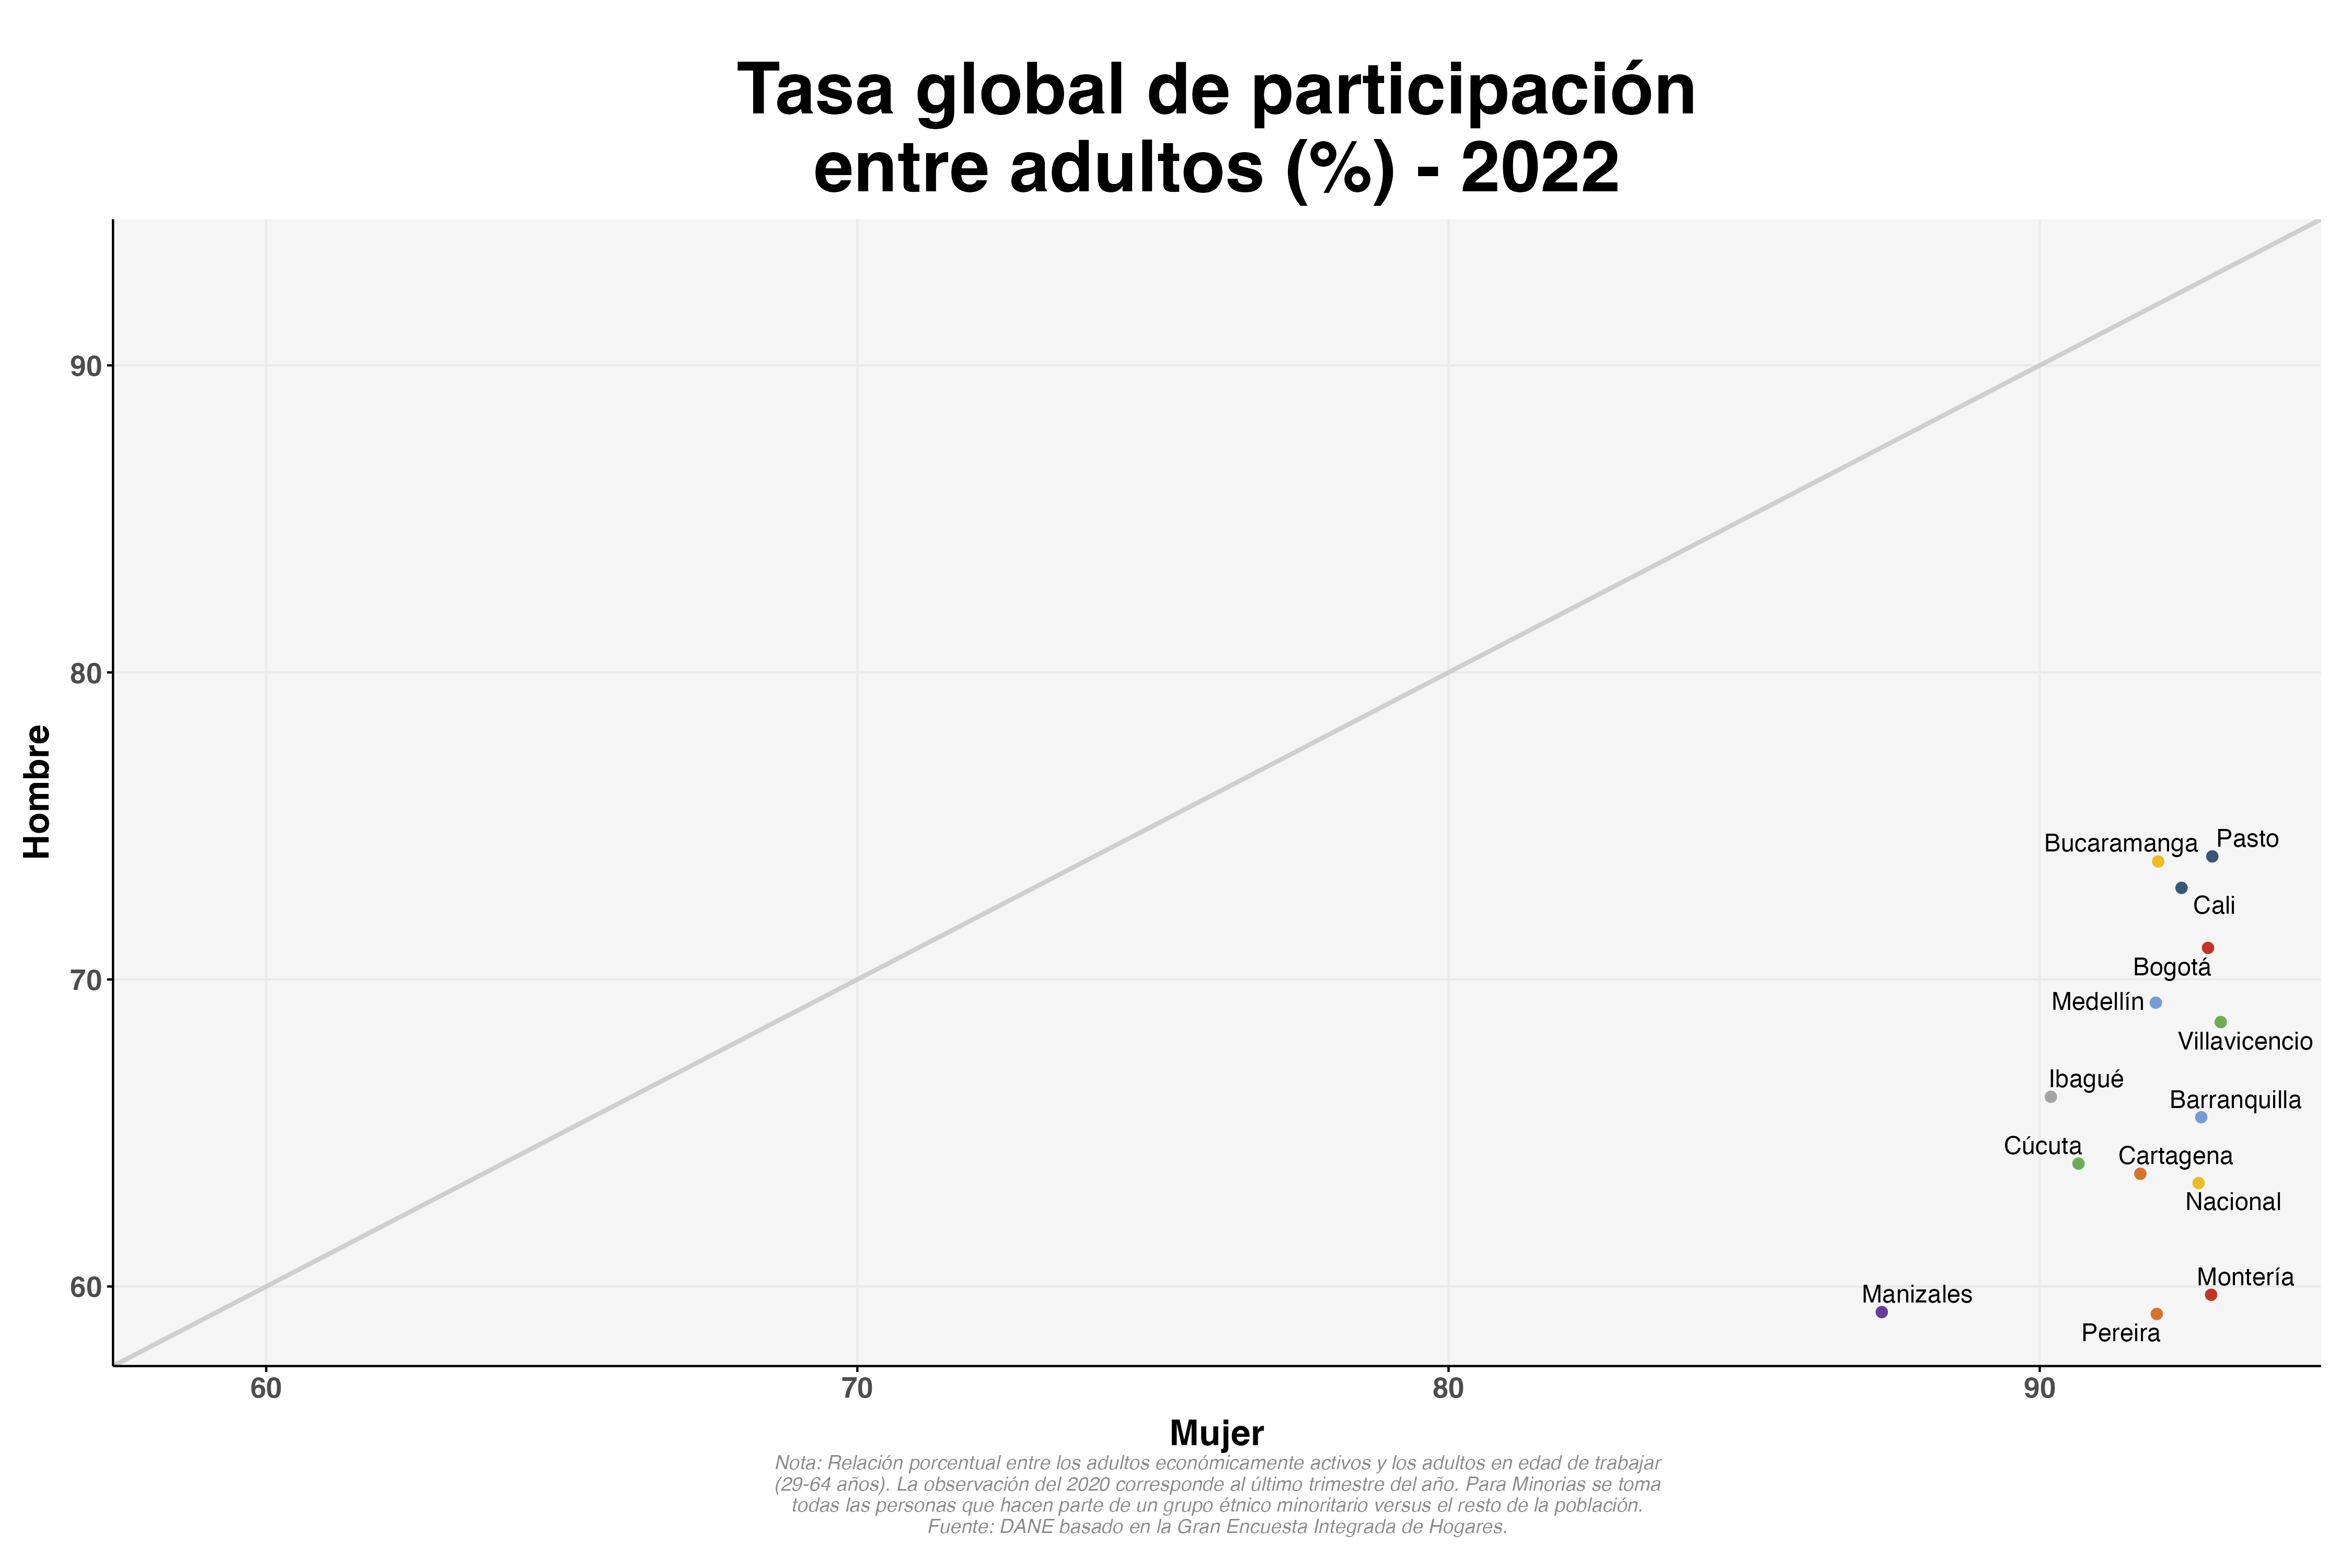 Tasa global de participación
entre adultos (%) - 2022
Hombre
90
80
70
60
Bucaramanga
Pasto
Cali
Bogotá
Medellín
Villavicencio
Ibagué
Barranquilla
Cúcuta
Cartagena
Nacional
Montería
Manizales
Pereira
60
70
80
90
Mujer
Nota: Relación porcentual entre los adultos económicamente activos y los adultos en edad de trabajar
(29-64 años). La observación del 2020 corresponde al último trimestre del año. Para Minorias se toma
todas las personas que hacen parte de un grupo étnico minoritario versus el resto de la población.
Fuente: DANE basado en la Gran Encuesta Integrada de Hogares.